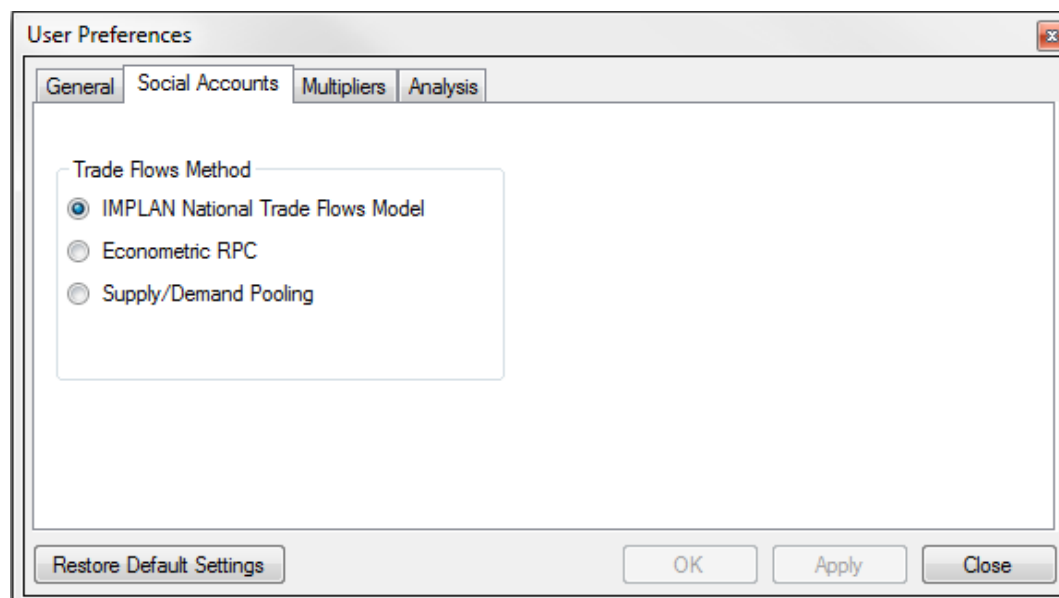 User Preferences
General Social Accounts Multipliers Analysis
Trade Flows Method
IMPLAN National Trade Flows Model
Econometric RPC
Supply/Demand Pooling
Restore Default Settings OK Apply Close